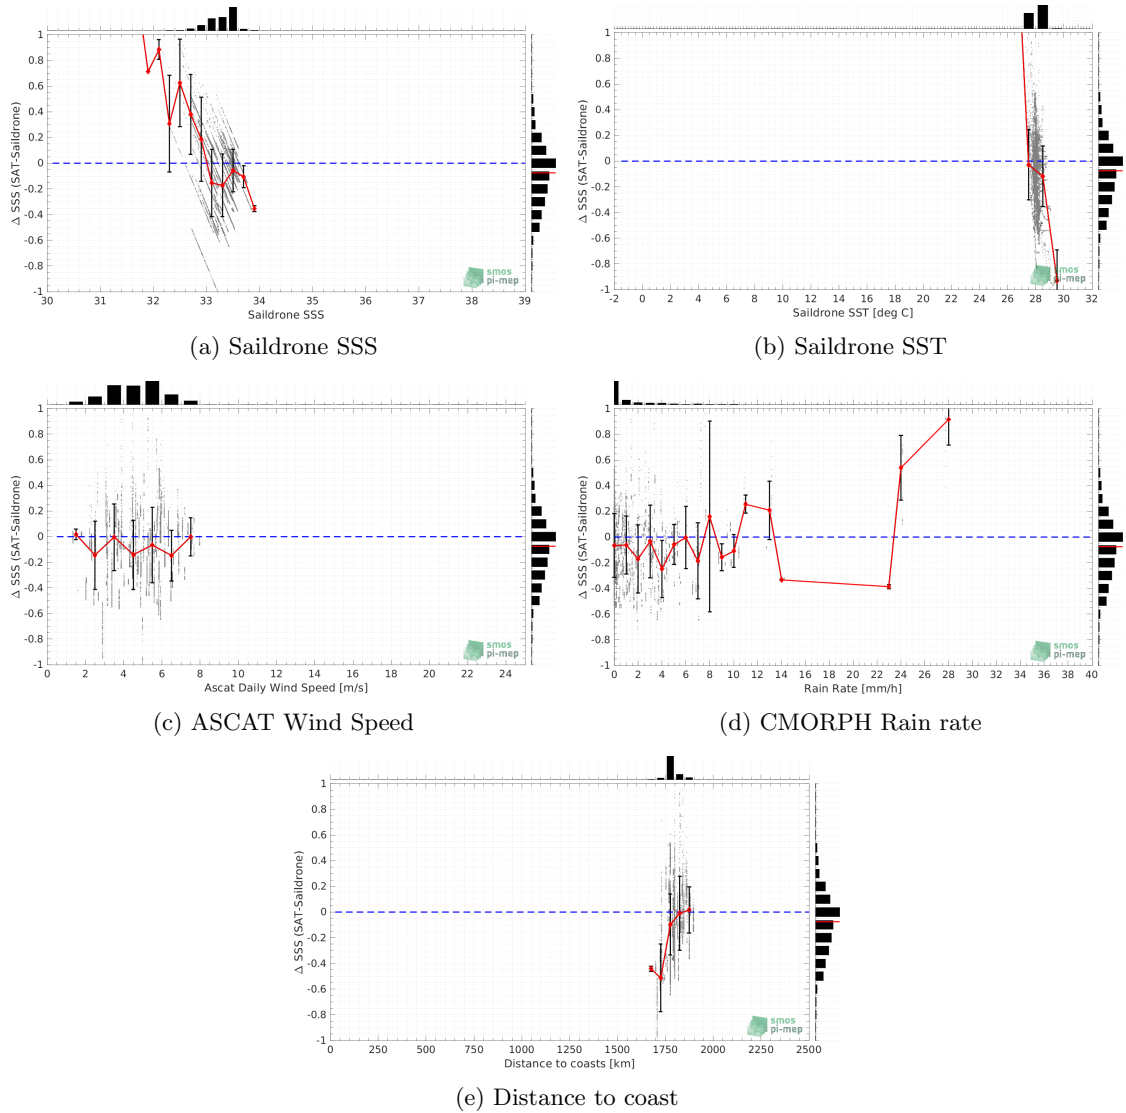 1
0.8
0.6
0.4
0.2
0
-0.2
-0.4
-0.6
-0.8
-1
Δ SSS (SAT-Saildrone)
30 31 32 33 34 35 36 37 38 39
Saildrone SSS
smos
pi-mep
(a) Saildrone SSS
1
0.8
0.6
0.4
0.2
0
-0.2
-0.4
-0.6
-0.8
-1
Δ SSS (SAT-Saildrone)
-2 0 2 4 6 8 10 12 14 16 18 20 22 24 26 28 30 32
Saildrone SST [deg C]
smos
pi-mep
(b) Saildrone SST
1
0.8
0.6
0.4
0.2
0
-0.2
-0.4
-0.6
-0.8
-1
Δ SSS (SAT-Saildrone)
0 2 4 6 8 10 12 14 16 18 20 22 24
Ascat Daily Wind Speed [m/s]
smos
pi-mep
(c) ASCAT Wind Speed
1
0.8
0.6
0.4
0.2
0
-0.2
-0.4
-0.6
-0.8
-1
Δ SSS (SAT-Saildrone)
0 2 4 6 8 10 12 14 16 18 20 22 24 26 28 30 32 34 36 38 40
Rain Rate [mm/h]
smos
pi-mep
(d) CMORPH Rain rate
1
0.8
0.6
0.4
0.2
0
-0.2
-0.4
-0.6
-0.8
-1
Δ SSS (SAT-Saildrone)
0 250 500 750 1000 1250 1500 1750 2000 2250 2500
Distance to coasts [km]
smos
pi-mep
(e) Distance to coast